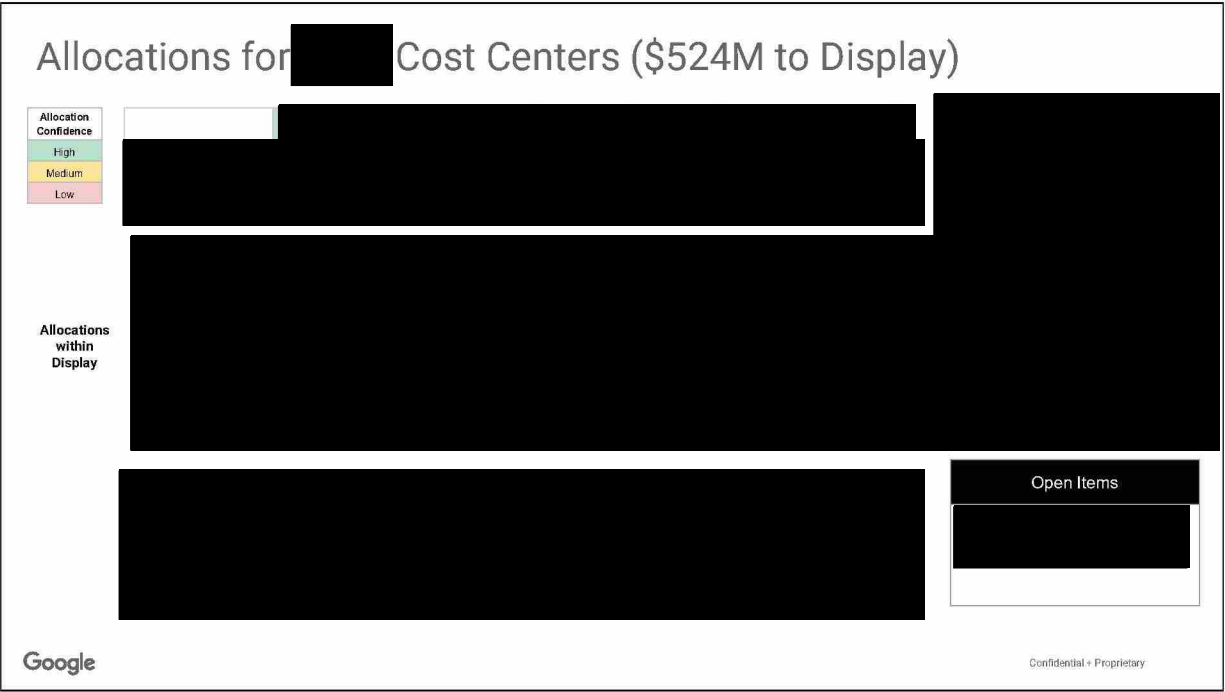 Allocations for Cost Centers ($524M to Display)
Allocation
Confidence
High
Medium
Low
Allocations
within
Display
Open Items
Google
Confidential + Proprietary